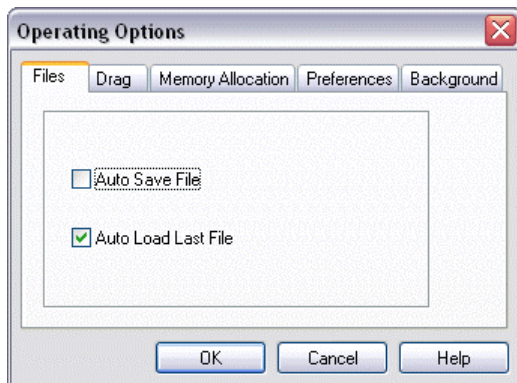 Operating Options
Files Drag Memory Allocation Preferences Background
Auto Save File
Auto Load Last File
OK Cancel Help